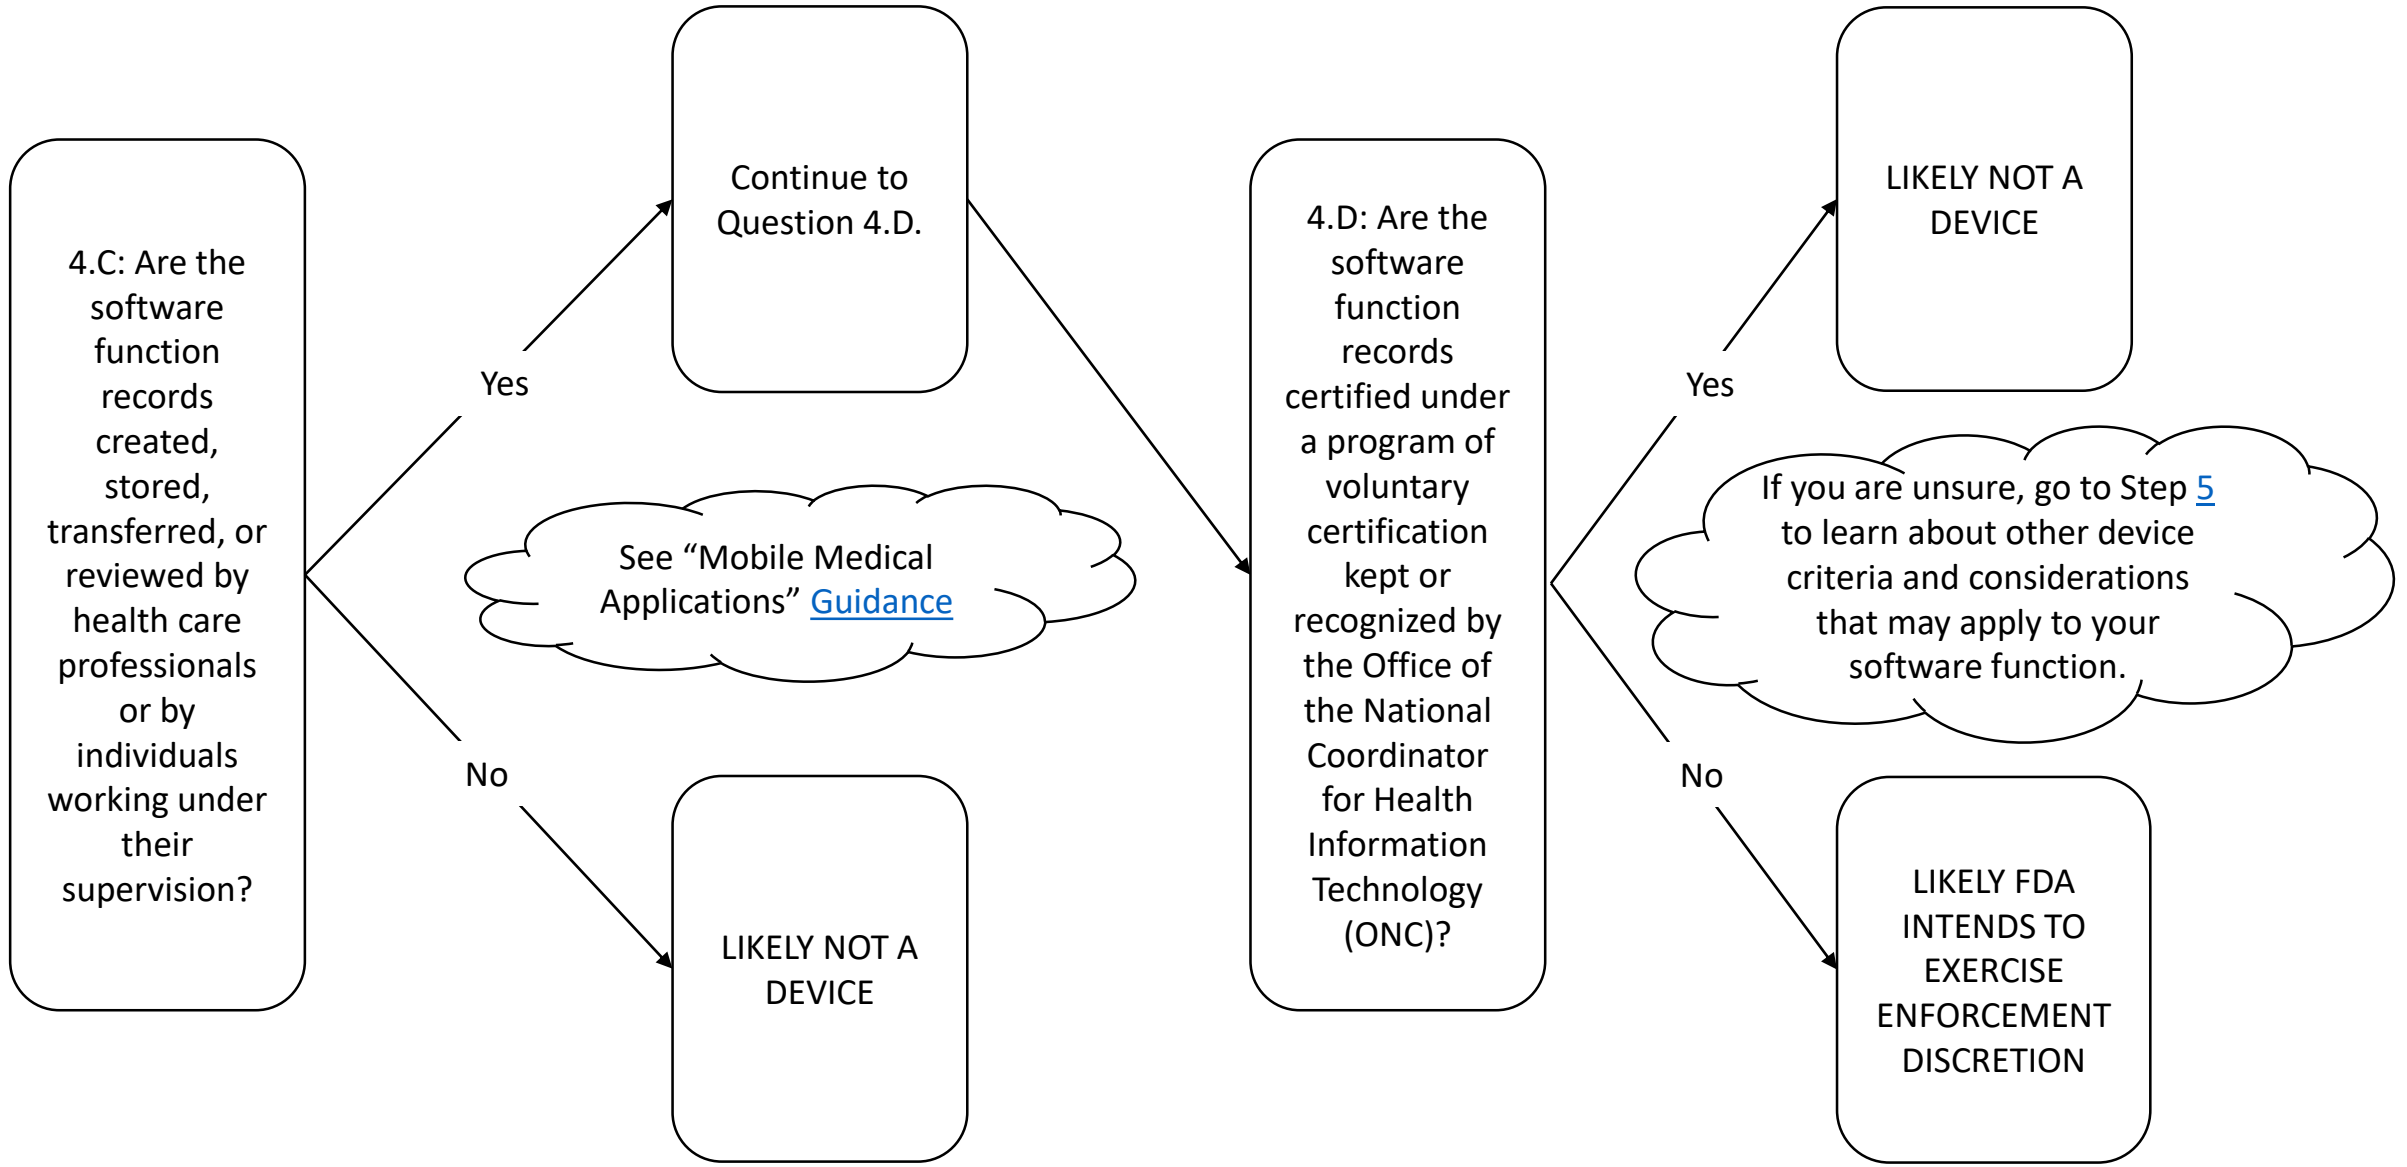 4.C: Are the
software
function
records
created,
stored,
transferred, or
reviewed by
health care
professionals
or by
individuals
working under
their
supervision?
Yes
No
Continue to
Question 4.D.
See “Mobile Medical
Applications” Guidance
LIKELY NOT A
DEVICE
4.D: Are the
software
function
records
certified under
a program of
voluntary
certification
kept or
recognized by
the Office of
the National
Coordinator
for Health
Information
Technology
(ONC)?
Yes
No
LIKELY NOT A
DEVICE
If you are unsure, go to Step 5
to learn about other device
criteria and considerations
that may apply to your
software function.
LIKELY FDA
INTENDS TO
EXERCISE
ENFORCEMENT
DISCRETION